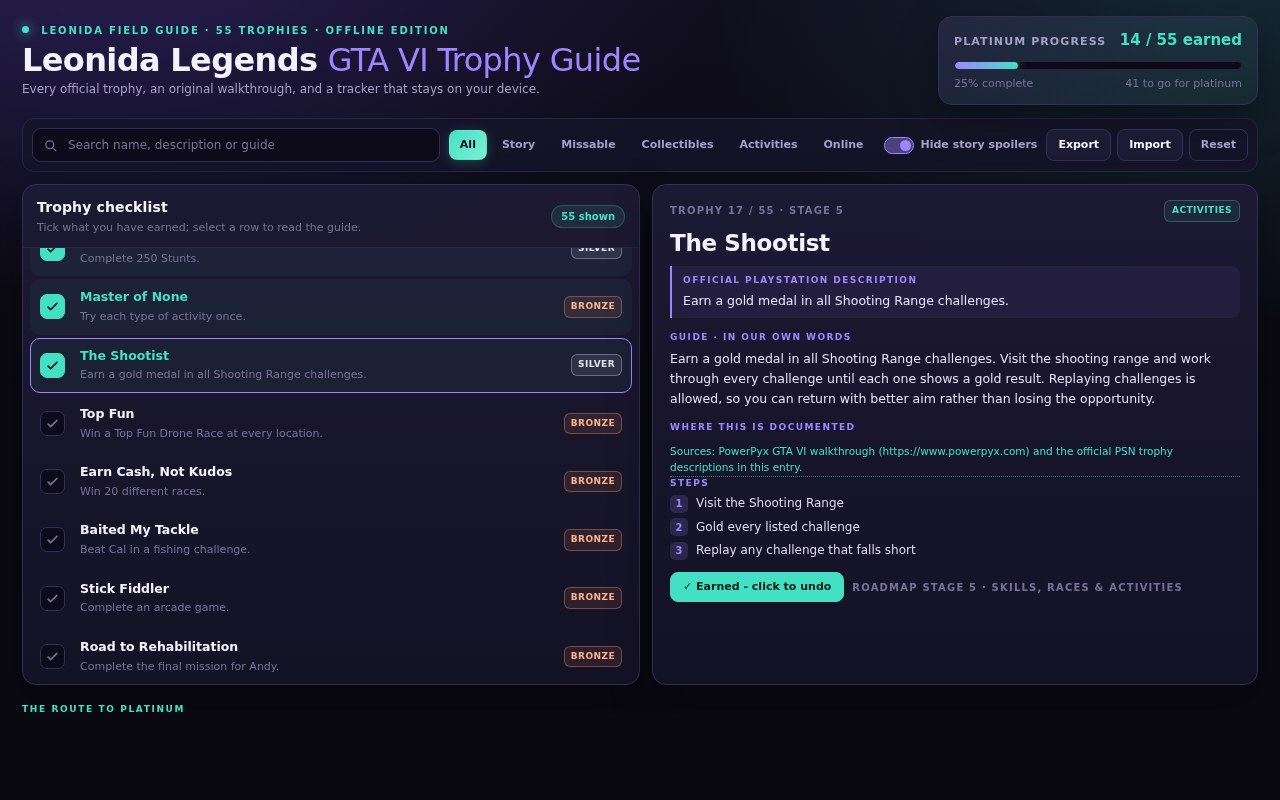 LEONIDA FIELD GUIDE · 55 TROPHIES · OFFLINE EDITION
Leonida Legends GTA VI Trophy Guide
Every official trophy, an original walkthrough, and a tracker that stays on your device.
PLATINUM PROGRESS 14 / 55 earned
25% complete 41 to go for platinum
Search name, description or guide
All Story Missable Collectibles Activities Online Hide story spoilers Export Import Reset
Trophy checklist
Tick what you have earned; select a row to read the guide.
55 shown
SILVER
Complete 250 Stunts.
Master of None
Try each type of activity once.
BRONZE
The Shootist
Earn a gold medal in all Shooting Range challenges.
SILVER
Top Fun
Win a Top Fun Drone Race at every location.
BRONZE
Earn Cash, Not Kudos
Win 20 different races.
BRONZE
Baited My Tackle
Beat Cal in a fishing challenge.
BRONZE
Stick Fiddler
Complete an arcade game.
BRONZE
Road to Rehabilitation
Complete the final mission for Andy.
BRONZE
TROPHY 17 / 55 · STAGE 5
ACTIVITIES
The Shootist
OFFICIAL PLAYSTATION DESCRIPTION
Earn a gold medal in all Shooting Range challenges.
GUIDE · IN OUR OWN WORDS
Earn a gold medal in all Shooting Range challenges. Visit the shooting range and work
through every challenge until each one shows a gold result. Replaying challenges is
allowed, so you can return with better aim rather than losing the opportunity.
WHERE THIS IS DOCUMENTED
Sources: PowerPyx GTA VI walkthrough (https://www.powerpyx.com) and the official PSN trophy
descriptions in this entry.
STEPS
1 Visit the Shooting Range
2 Gold every listed challenge
3 Replay any challenge that falls short
✓ Earned - click to undo
ROADMAP STAGE 5 · SKILLS, RACES & ACTIVITIES
THE ROUTE TO PLATINUM